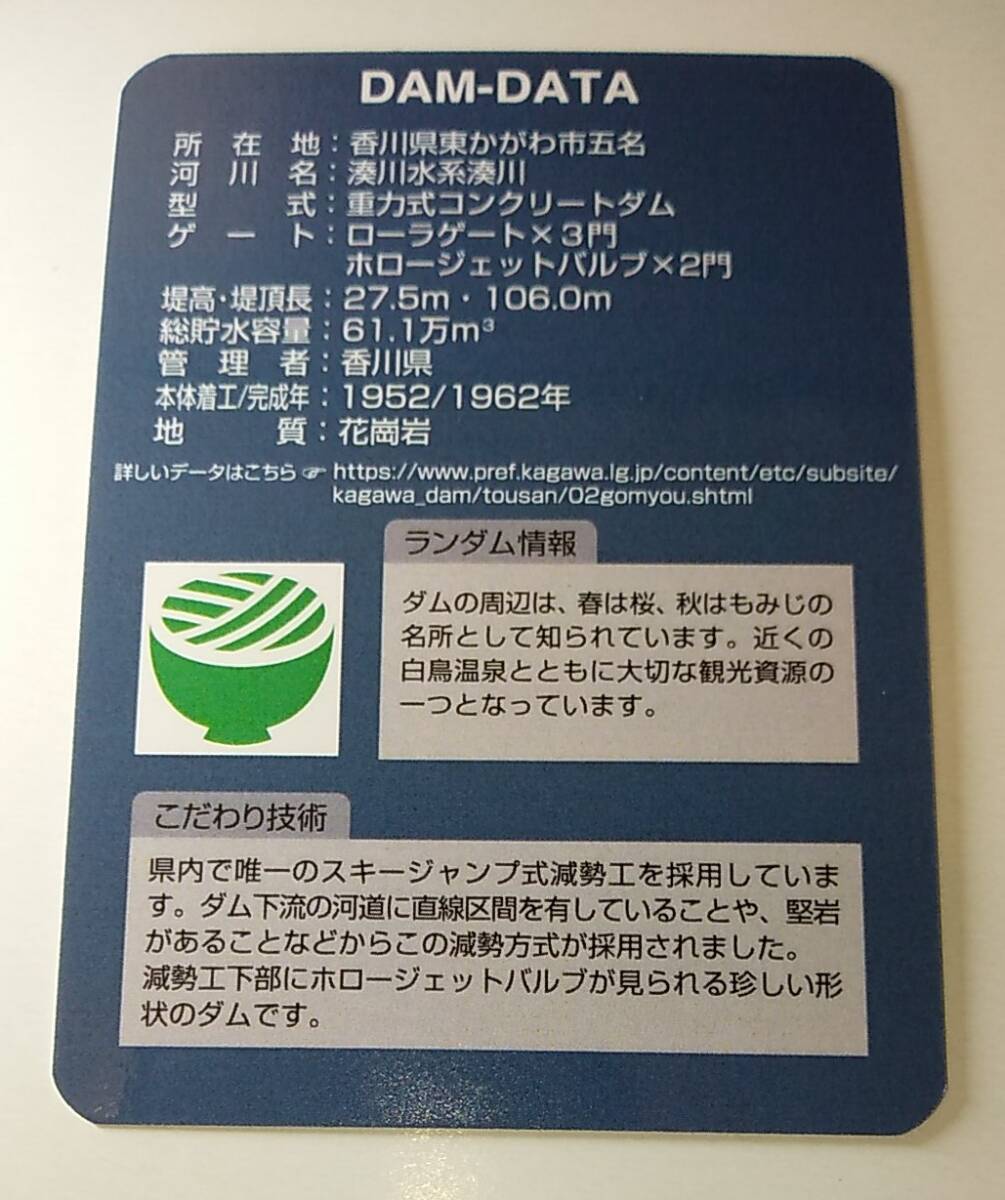 DAM-DATA
所在地：香川県東かがわ市五名
河川名：湊川水系湊川
型式：重力式コンクリートダム
ゲート：ローラゲート×3門
ホロージェットバルブ×2門
堤高・堤頂長：27.5m・106.0m
総貯水容量：61.1万m³
管理者：香川県
本体着工/完成年：1952/1962年
地質：花崗岩
詳しいデータはこちら☞ https://www.pref.kagawa.lg.jp/content/etc/subsite/
kagawa_dam/tousan/02gomyou.shtml
ランダム情報
ダムの周辺は、春は桜、秋はもみじの
名所として知られています。近くの
白鳥温泉とともに大切な観光資源の
一つとなっています。
こだわり技術
県内で唯一のスキージャンプ式減勢工を採用していま
す。ダム下流の河道に直線区間を有していることや、堅岩
があることなどからこの減勢方式が採用されました。
減勢工下部にホロージェットバルブが見られる珍しい形
状のダムです。